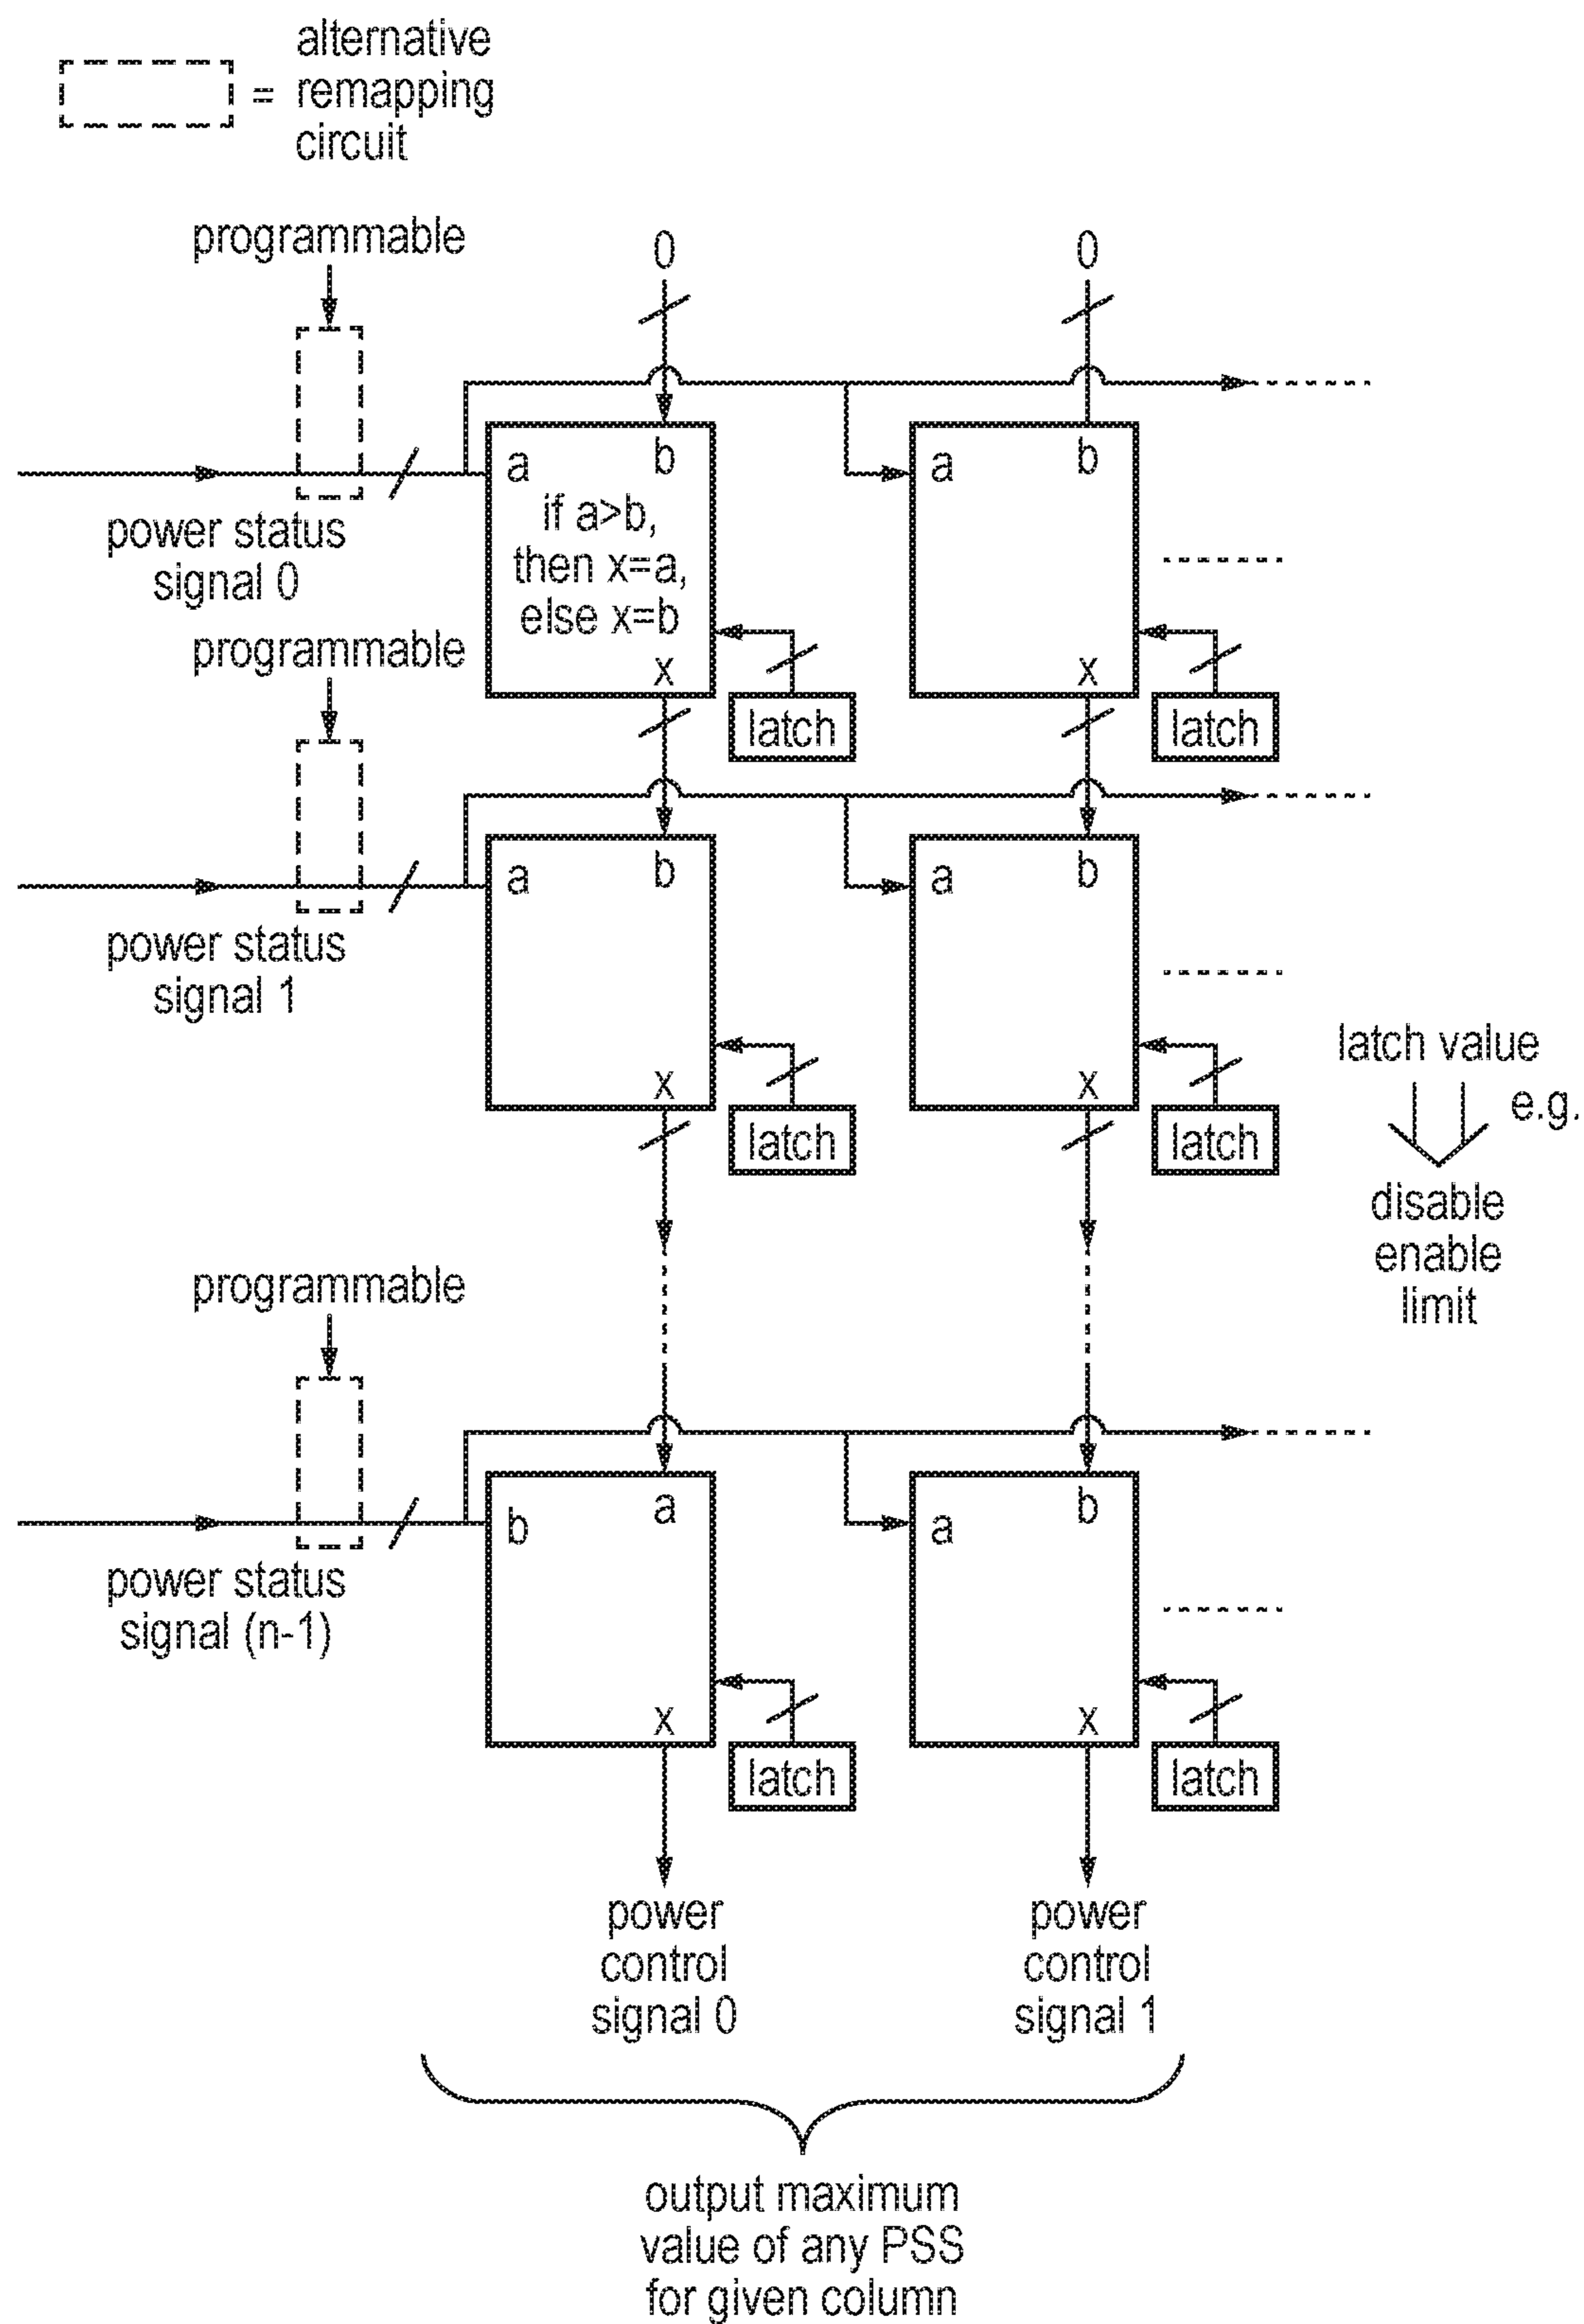 alternative
= remapping
circuit
programmable
0
0
a
b
a
b
if a>b,
then x=a,
else x=b
power status
signal 0
x
x
latch
latch
programmable
a
b
a
b
power status
signal 1
x
x
latch
latch
latch value
e.g.
disable
enable
limit
programmable
b
a
a
b
power status
signal (n-1)
x
x
latch
latch
power
control
signal 0
power
control
signal 1
output maximum
value of any PSS
for given column